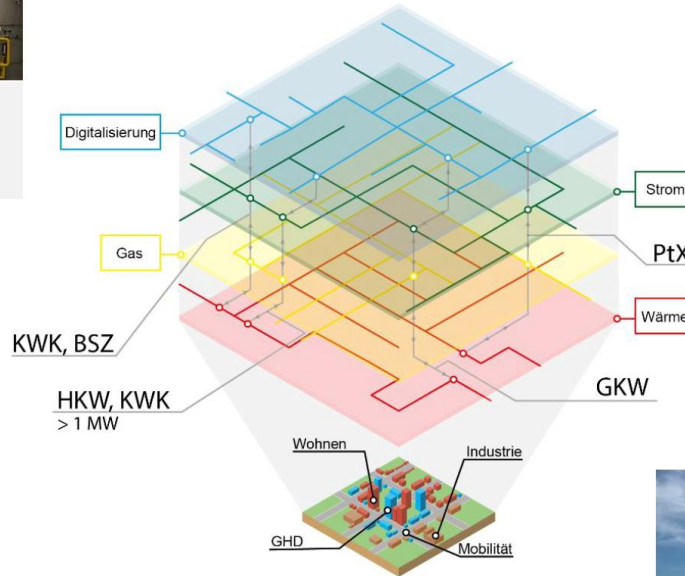 Digitalisierung
Strom
Gas
PtX
Wärme
KWK, BSZ
GKW
HKW, KWK
> 1 MW
Wohnen
Industrie
GHD
Mobilität